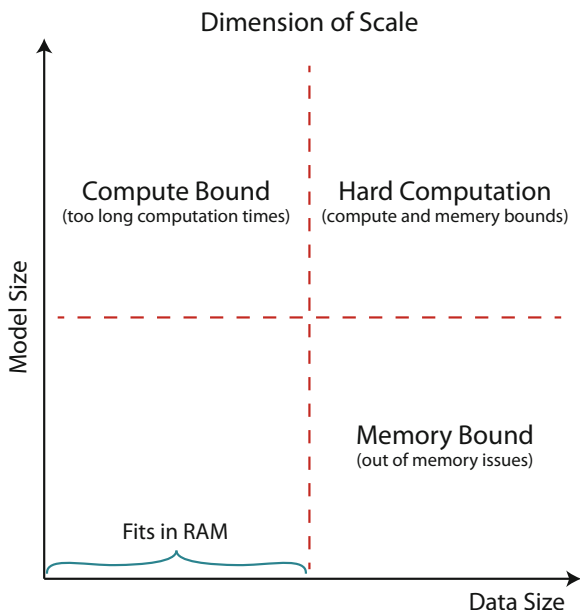 Dimension of Scale
Compute Bound
(too long computation times)
Hard Computation
(compute and memery bounds)
Model Size
Memory Bound
(out of memory issues)
Fits in RAM
Data Size